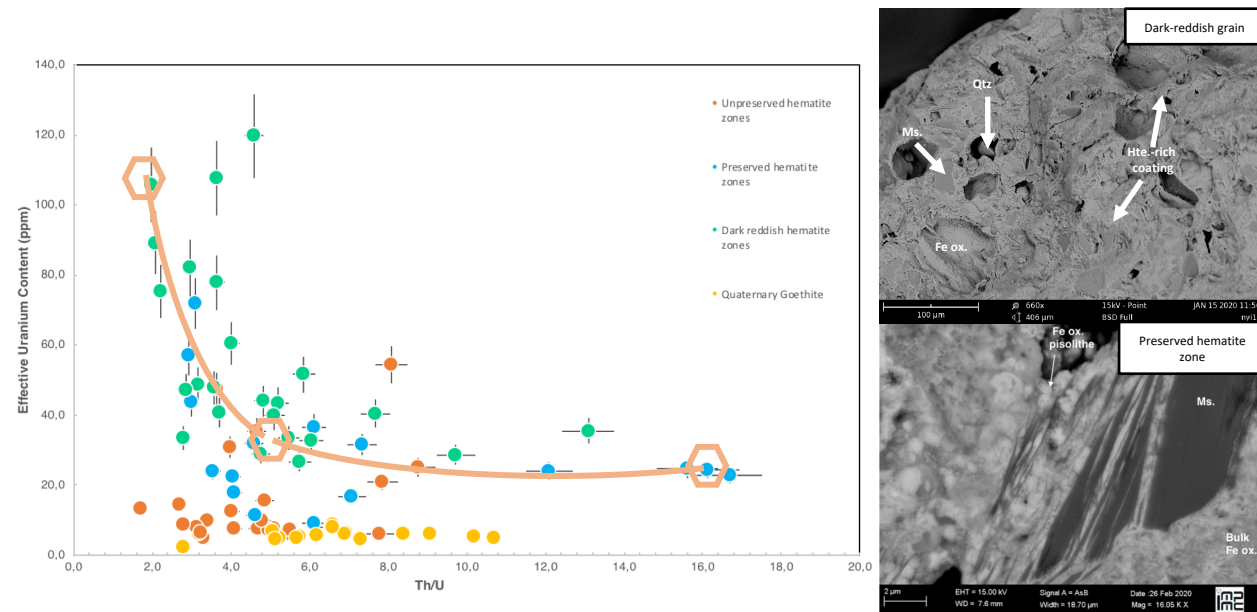 140,0
120,0
100,0
80,0
60,0
40,0
20,0
0,0
0,0 2,0 4,0 6,0 8,0 10,0 12,0 14,0 16,0 18,0 20,0
Effective Uranium Content (ppm)
Th/U
Unpreserved hematite
zones
Preserved hematite
zones
Dark reddish hematite
zones
Quaternary Goethite
Dark-reddish grain
Qtz
Ms.
Hte.-rich
coating
Fe ox.
100 µm
660x
406 µm
15kV - Point
BSD Full
JAN 15 2020 11:50
nyi1
Fe ox.
pisolithe
Preserved hematite
zone
Ms.
Bulk
Fe ox.
2 µm
EHT = 15.00 kV
WD = 7.6 mm
Signal A = AsB
Width = 18.70 µm
Date :26 Feb 2020
Mag = 16.05 K X